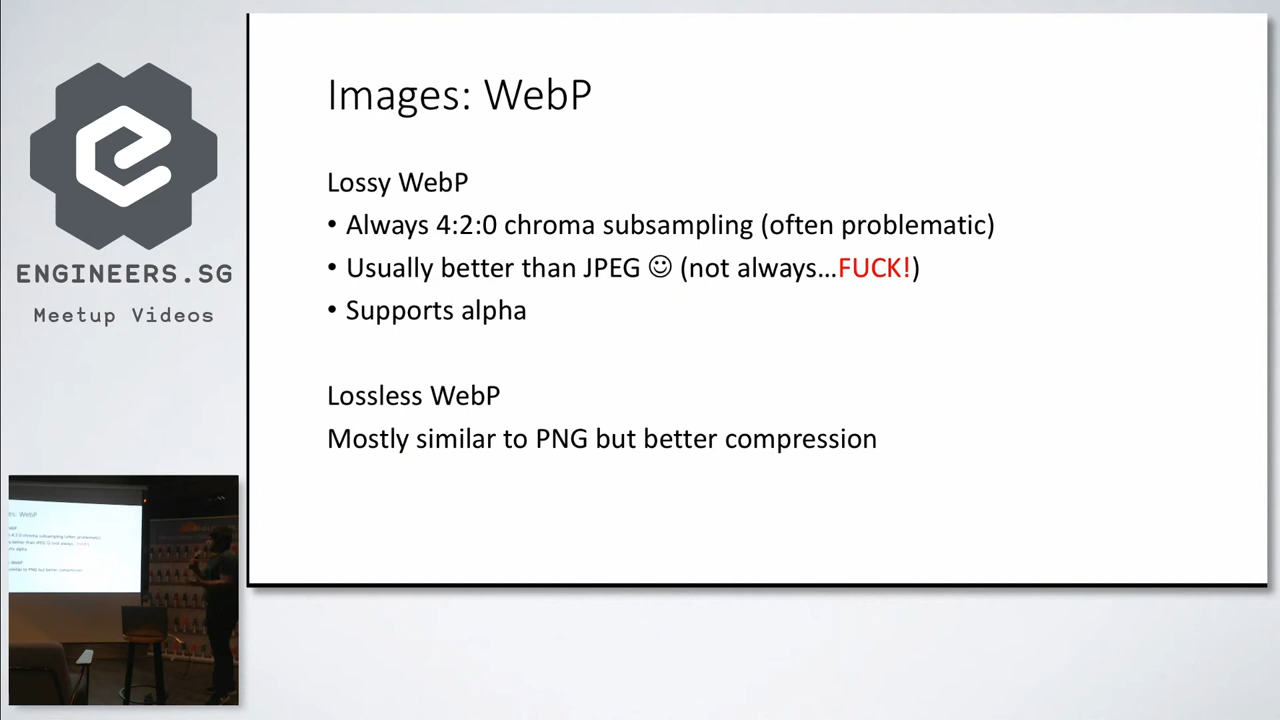 ENGINEERS.SG
Meetup Videos
Images: WebP
Lossy WebP
• Always 4:2:0 chroma subsampling (often problematic)
• Usually better than JPEG ☺ (not always...FUCK!)
• Supports alpha
Lossless WebP
Mostly similar to PNG but better compression